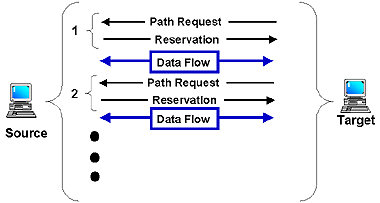 1
Path Request
Reservation
Data Flow
2
Path Request
Reservation
Data Flow
Source
Target